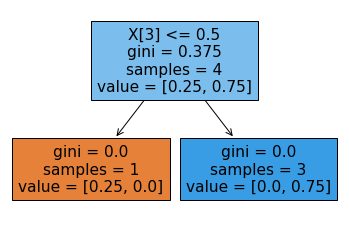 X[3] <= 0.5
gini = 0.375
samples = 4
value = [0.25, 0.75]
gini = 0.0
samples = 1
value = [0.25, 0.0]
gini = 0.0
samples = 3
value = [0.0, 0.75]